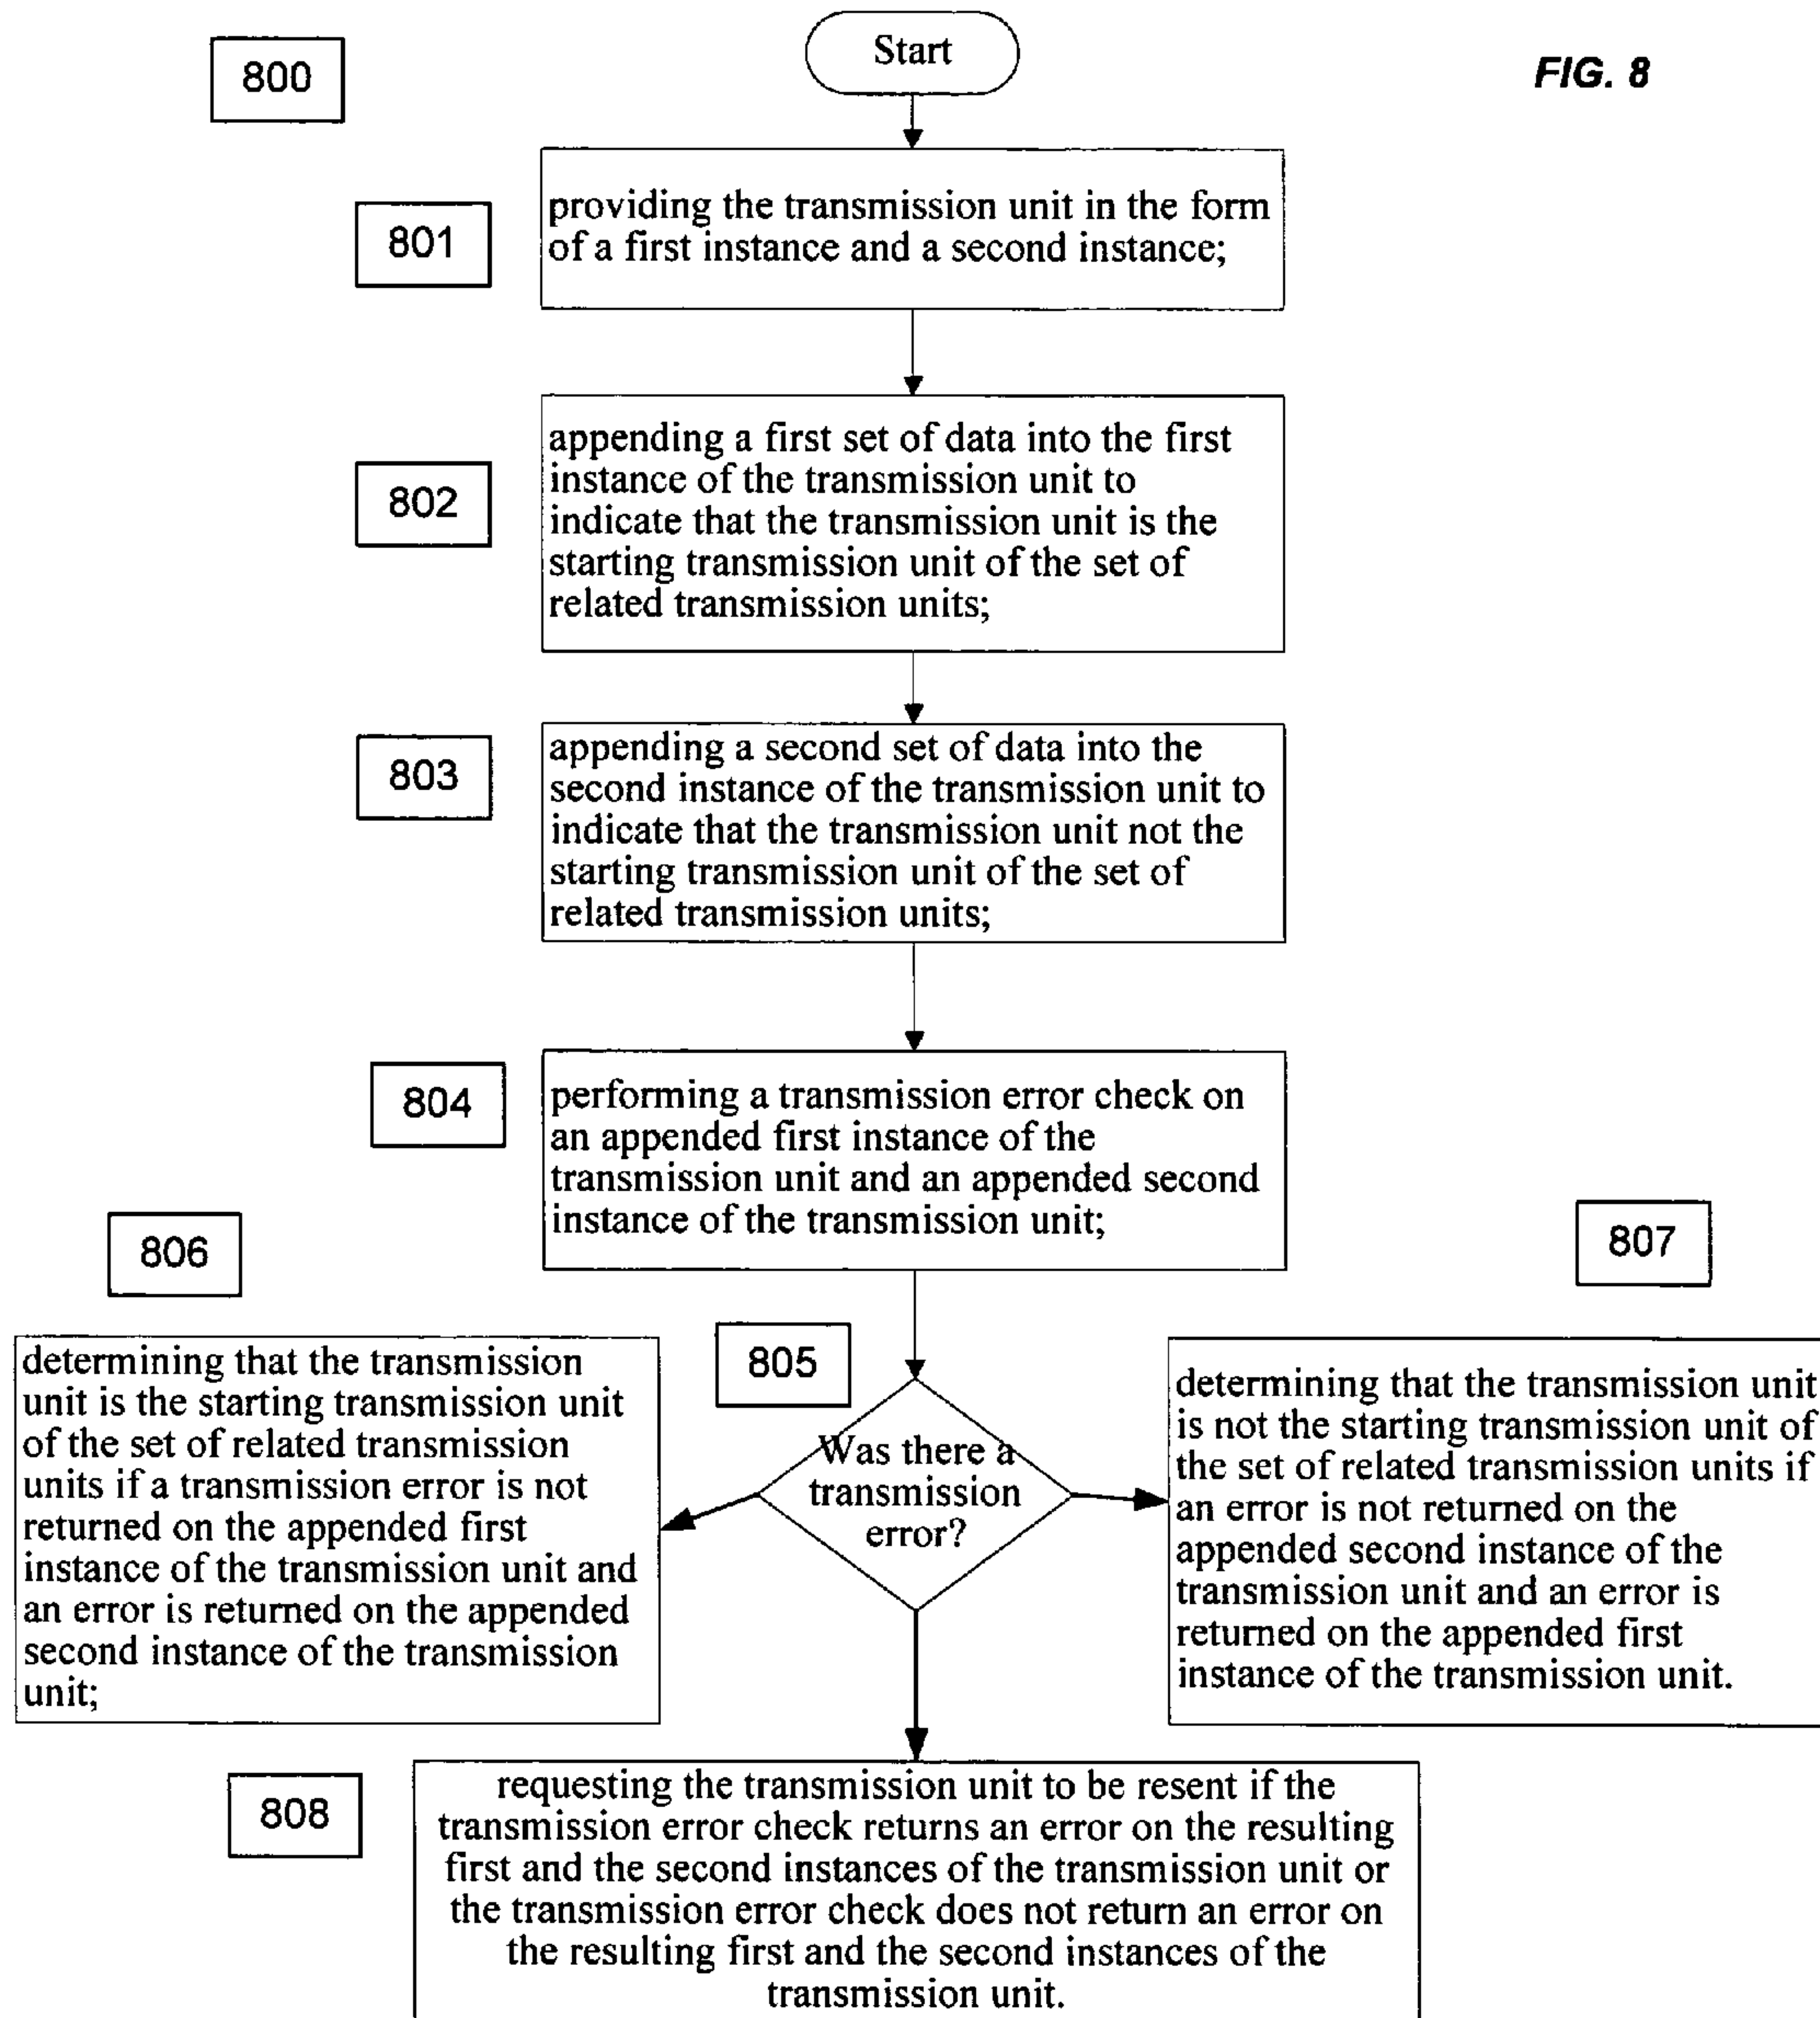 800
Start
FIG. 8
801
providing the transmission unit in the form
of a first instance and a second instance;
802
appending a first set of data into the first
instance of the transmission unit to
indicate that the transmission unit is the
starting transmission unit of the set of
related transmission units;
803
appending a second set of data into the
second instance of the transmission unit to
indicate that the transmission unit not the
starting transmission unit of the set of
related transmission units;
804
performing a transmission error check on
an appended first instance of the
transmission unit and an appended second
instance of the transmission unit;
806
determining that the transmission
unit is the starting transmission unit
of the set of related transmission
units if a transmission error is not
returned on the appended first
instance of the transmission unit and
an error is returned on the appended
second instance of the transmission
unit;
805
Was there a
transmission
error?
807
determining that the transmission unit
is not the starting transmission unit of
the set of related transmission units if
an error is not returned on the
appended second instance of the
transmission unit and an error is
returned on the appended first
instance of the transmission unit.
808
requesting the transmission unit to be resent if the
transmission error check returns an error on the resulting
first and the second instances of the transmission unit or
the transmission error check does not return an error on
the resulting first and the second instances of the
transmission unit.